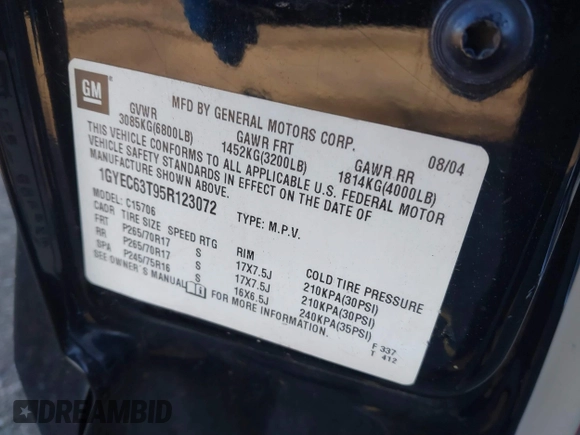 GM
MFD BY GENERAL MOTORS CORP.
08/04
GVWR GAWR FRT GAWR RR
3085KG(6800LB) 1452KG(3200LB) 1814KG(4000LB)
THIS VEHICLE CONFORMS TO ALL APPLICABLE U.S. FEDERAL MOTOR
VEHICLE SAFETY STANDARDS IN EFFECT ON THE DATE OF
MANUFACTURE SHOWN ABOVE.
1GYEC63T95R123072 TYPE: M.P.V.
MODEL: C15706
CADR TIRE SIZE SPEED RTG RIM COLD TIRE PRESSURE
FRT P265/70R17 S 17X7.5J 210KPA(30PSI)
RR P265/70R17 S 17X7.5J 210KPA(30PSI)
SPA P245/75R16 S 16X6.5J 240KPA(35PSI)
SEE OWNER'S MANUAL FOR MORE INFORMATION.
F 337
T 412
DREAMBID